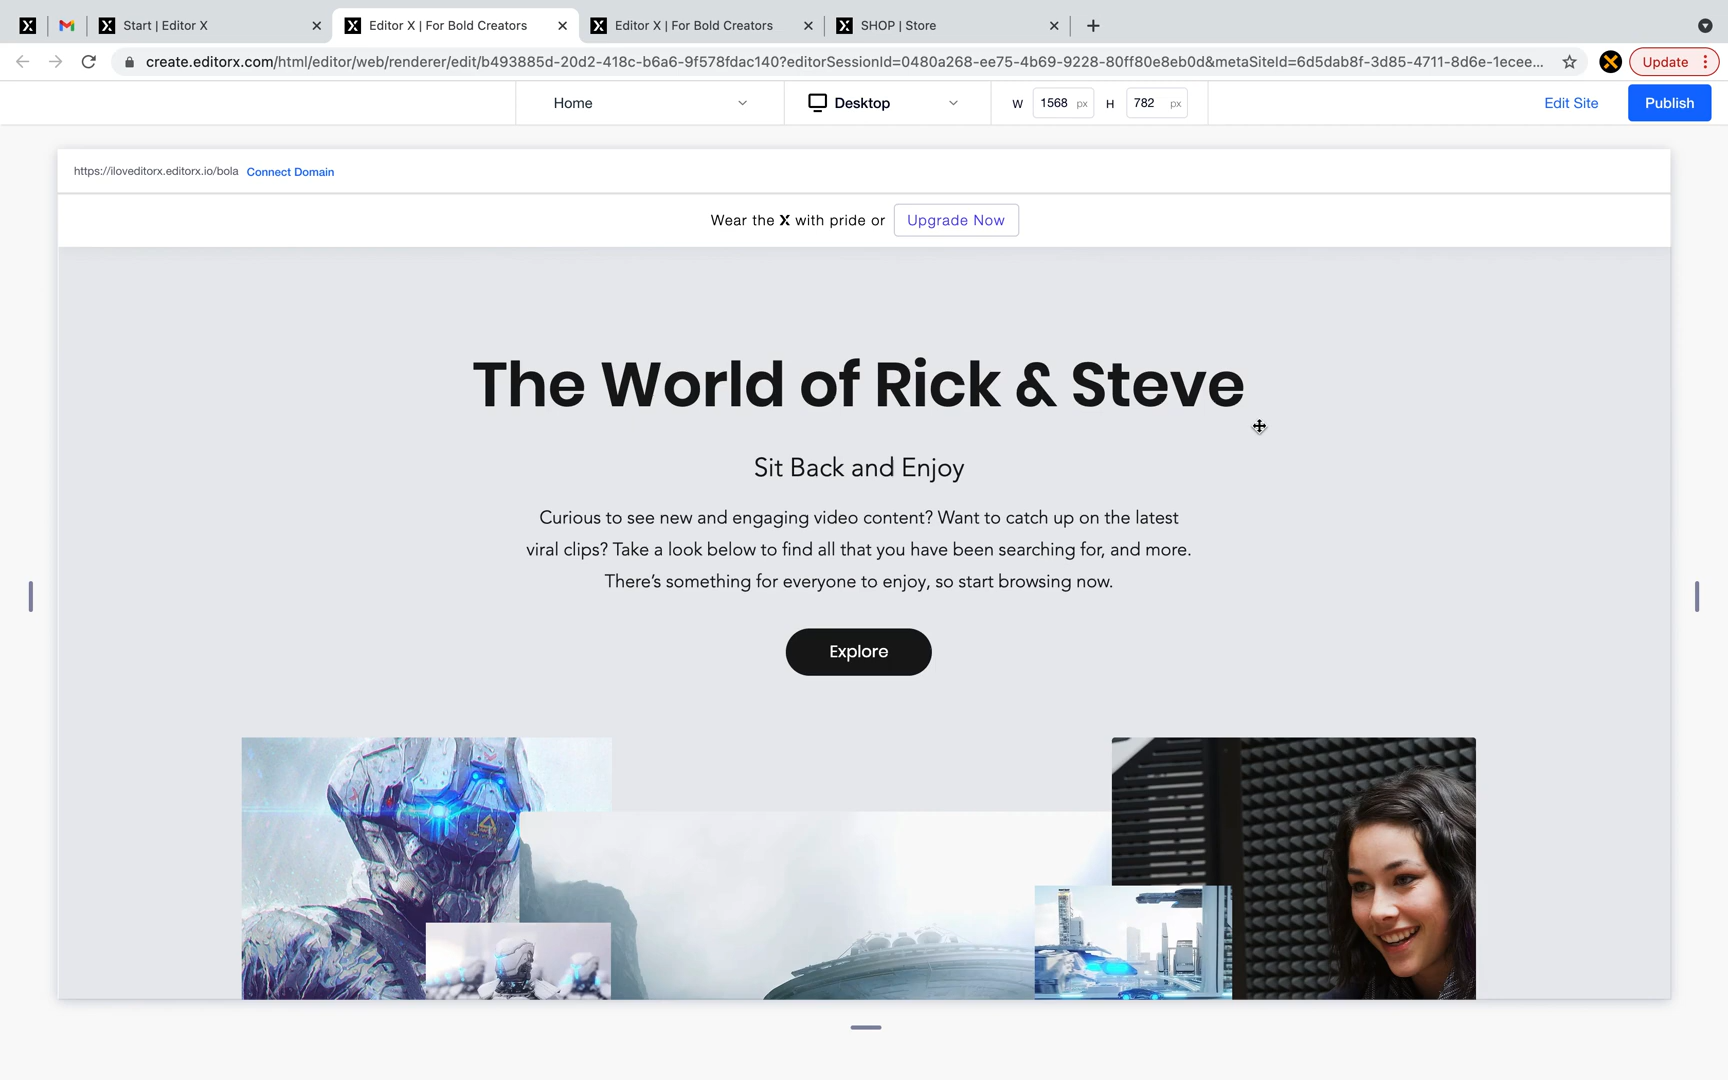 Start | Editor X
Editor X | For Bold Creators
Editor X | For Bold Creators
SHOP | Store
create.editorx.com/html/editor/web/renderer/edit/b493885d-20d2-418c-b6a6-9f578fdac140?editorSessionId=0480a268-ee75-4b69-9228-80ff80e8eb0d&metaSiteId=6d5dab8f-3d85-4711-8d6e-1ecee...
Update
Home
Desktop
W 1568 px H 782 px
Edit Site
Publish
https://iloveditorx.editorx.io/bola Connect Domain
Wear the X with pride or Upgrade Now
The World of Rick & Steve
Sit Back and Enjoy
Curious to see new and engaging video content? Want to catch up on the latest
viral clips? Take a look below to find all that you have been searching for, and more.
There's something for everyone to enjoy, so start browsing now.
Explore